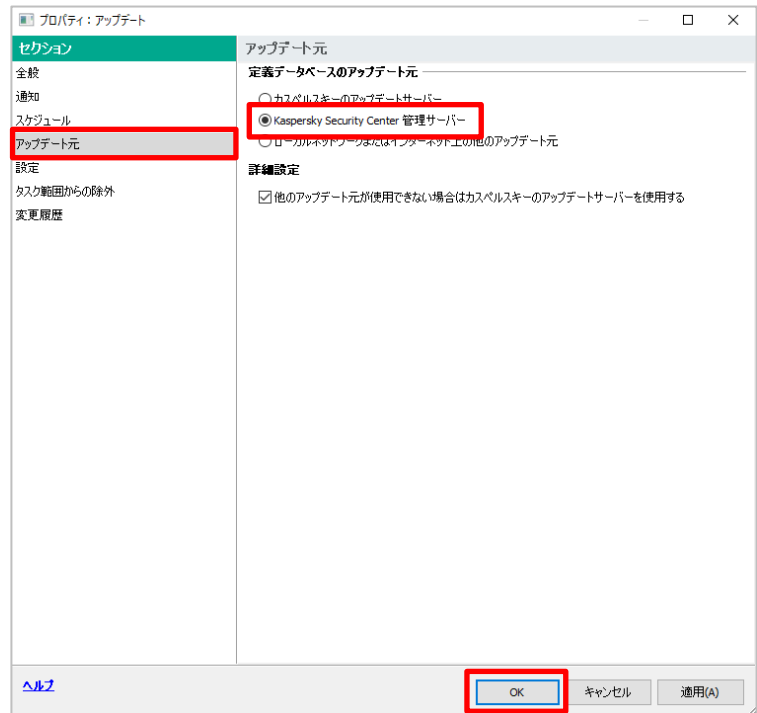 プロパティ：アップデート
セクション
全般
通知
スケジュール
アップデート元
設定
タスク範囲からの除外
変更履歴
アップデート元
定義データベースのアップデート元
カスペルスキーのアップデートサーバー
Kaspersky Security Center 管理サーバー
ローカルネットワークまたはインターネット上の他のアップデート元
詳細設定
他のアップデート元が使用できない場合はカスペルスキーのアップデートサーバーを使用する
ヘルプ
OK
キャンセル
適用(A)